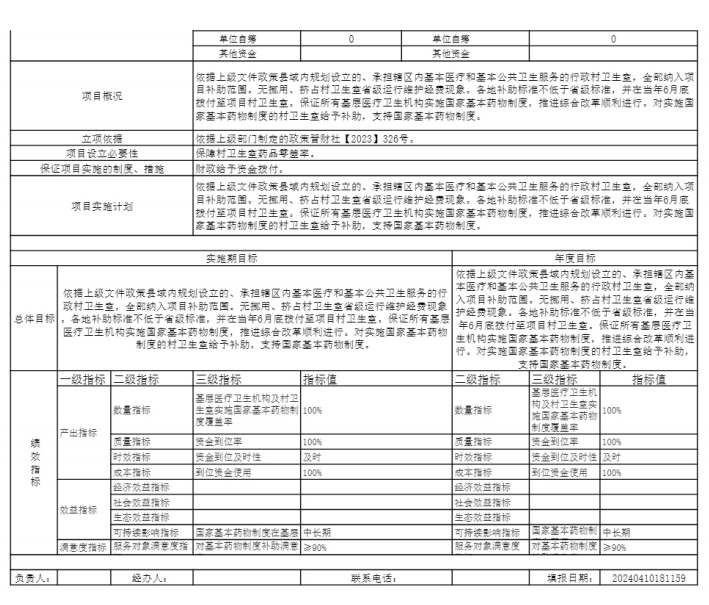 单位自筹 0 单位自筹 0
其他资金 其他资金
项目概况
依据上级文件政策县域内规划设立的、承担辖区内基本医疗和基本公共卫生服务的行政村卫生室，全部纳入项
目补助范围。无挪用、挤占村卫生室省级运行维护经费现象。各地补助标准不低于省级标准，并在当年6月底
拨付至项目村卫生室。保证所有基层医疗卫生机构实施国家基本药物制度，推进综合改革顺利进行。对实施国
家基本药物制度的村卫生室给予补助，支持国家基本药物制度。
立项依据 依据上级部门制定的政策晋财社【2023】326号。
项目设立必要性 保障村卫生室药品零差率。
保证项目实施的制度、措施 财政给予资金拨付。
项目实施计划
依据上级文件政策县域内规划设立的、承担辖区内基本医疗和基本公共卫生服务的行政村卫生室，全部纳入项
目补助范围。无挪用、挤占村卫生室省级运行维护经费现象。各地补助标准不低于省级标准，并在当年6月底
拨付至项目村卫生室。保证所有基层医疗卫生机构实施国家基本药物制度，推进综合改革顺利进行。对实施国
家基本药物制度的村卫生室给予补助，支持国家基本药物制度。
实施期目标 年度目标
总体目标
依据上级文件政策县域内规划设立的、承担辖区内基本医疗和基本公共卫生服务的行
政村卫生室，全部纳入项目补助范围。无挪用、挤占村卫生室省级运行维护经费现象
。各地补助标准不低于省级标准，并在当年6月底拨付至项目村卫生室。保证所有基层
医疗卫生机构实施国家基本药物制度，推进综合改革顺利进行。对实施国家基本药物
制度的村卫生室给予补助，支持国家基本药物制度。
依据上级文件政策县域内规划设立的、承担辖区内基
本医疗和基本公共卫生服务的行政村卫生室，全部纳
入项目补助范围。无挪用、挤占村卫生室省级运行维
护经费现象。各地补助标准不低于省级标准，并在当
年6月底拨付至项目村卫生室。保证所有基层医疗卫
生机构实施国家基本药物制度，推进综合改革顺利进
行。对实施国家基本药物制度的村卫生室给予补助，
支持国家基本药物制度。
绩
效
指
标
一级指标 二级指标 三级指标 指标值 二级指标 三级指标 指标值
产出指标
数量指标
基层医疗卫生机构及村卫
生室实施国家基本药物制
度覆盖率
100%
数量指标
基层医疗卫生机
构及村卫生室实
施国家基本药物
制度覆盖率
100%
质量指标 资金到位率 100% 质量指标 资金到位率 100%
时效指标 资金到位及时性 及时 时效指标 资金到位及时性 及时
成本指标 到位资金使用 100% 成本指标 到位资金使用 100%
效益指标
经济效益指标 经济效益指标
社会效益指标 社会效益指标
生态效益指标 生态效益指标
可持续影响指标 国家基本药物制度在基层 中长期 可持续影响指标 国家基本药物制 中长期
满意度指标 服务对象满意度指 对基本药物制度补助满意 ≥90% 服务对象满意度 对基本药物制度 ≥90%
负责人： 经办人： 联系电话： 填报日期： 20240410181159